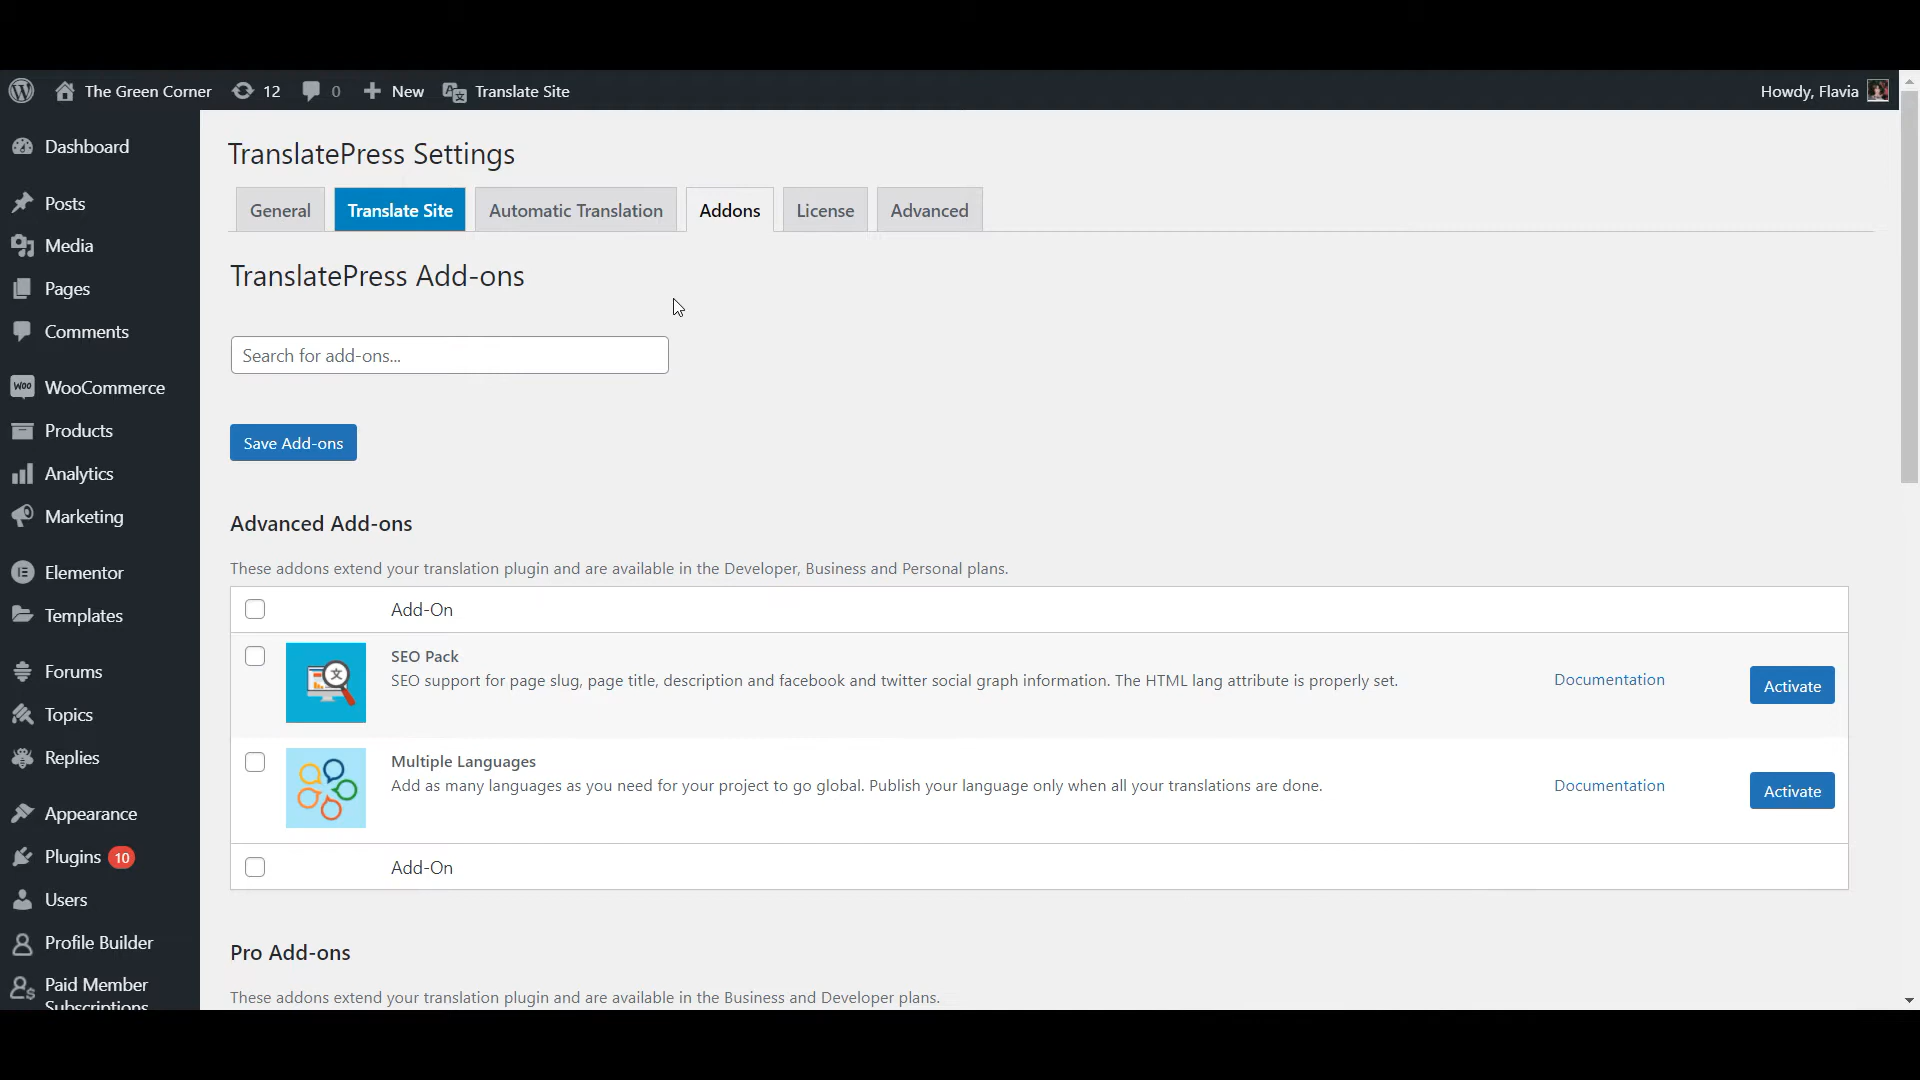 The Green Corner 12 0 New Translate Site Howdy, Flavia
Dashboard
Posts
Media
Pages
Comments
WooCommerce
Products
Analytics
Marketing
Elementor
Templates
Forums
Topics
Replies
Appearance
Plugins 10
Users
Profile Builder
Paid Member
Subscriptions
TranslatePress Settings
General Translate Site Automatic Translation Addons License Advanced
TranslatePress Add-ons
Search for add-ons...
Save Add-ons
Advanced Add-ons
These addons extend your translation plugin and are available in the Developer, Business and Personal plans.
Add-On
SEO Pack
SEO support for page slug, page title, description and facebook and twitter social graph information. The HTML lang attribute is properly set. Documentation Activate
Multiple Languages
Add as many languages as you need for your project to go global. Publish your language only when all your translations are done. Documentation Activate
Add-On
Pro Add-ons
These addons extend your translation plugin and are available in the Business and Developer plans.